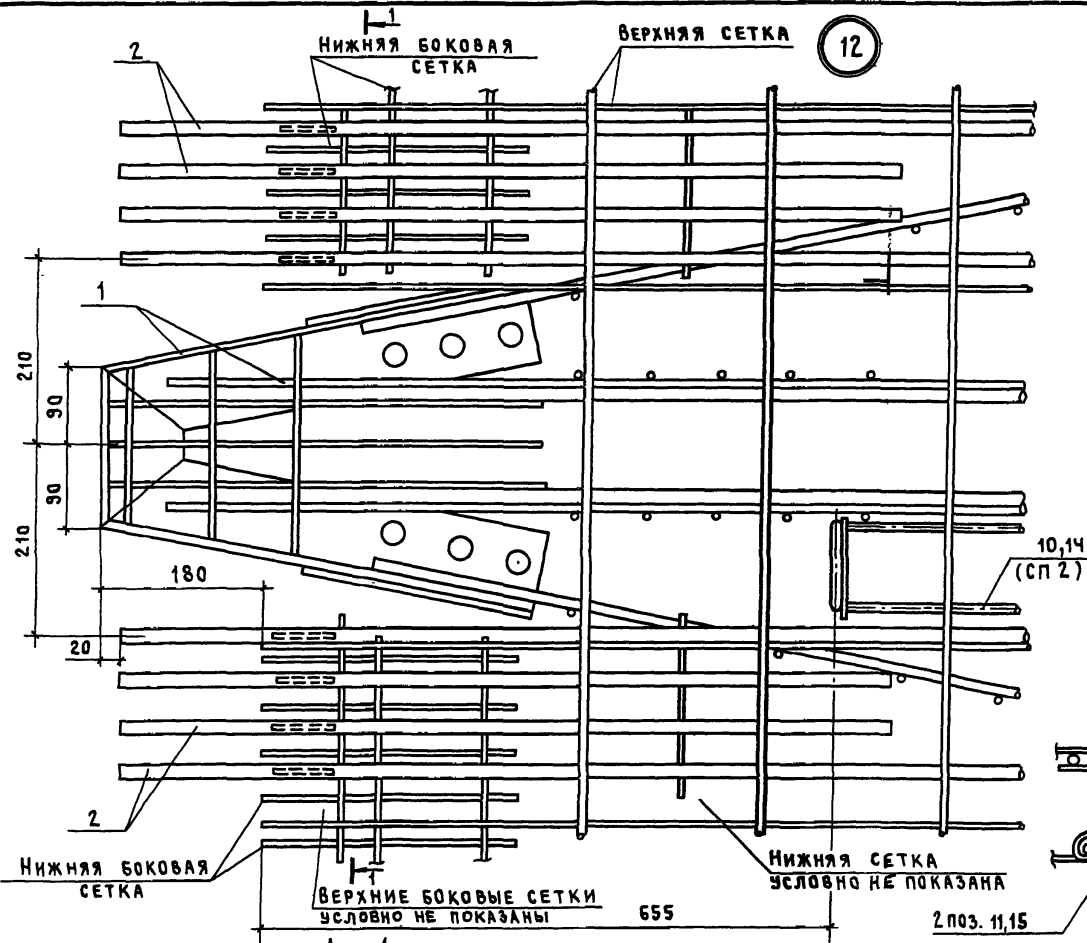 1
2
НИЖНЯЯ БОКОВАЯ
СЕТКА
ВЕРХНЯЯ СЕТКА
12
2
1
210
90
90
210
180
20
10,14
(СП 2)
2
НИЖНЯЯ БОКОВАЯ
СЕТКА
1
ВЕРХНИЕ БОКОВЫЕ СЕТКИ
УСЛОВНО НЕ ПОКАЗАНЫ
НИЖНЯЯ СЕТКА
УСЛОВНО НЕ ПОКАЗАНА
655
2 ПОЗ. 11,15